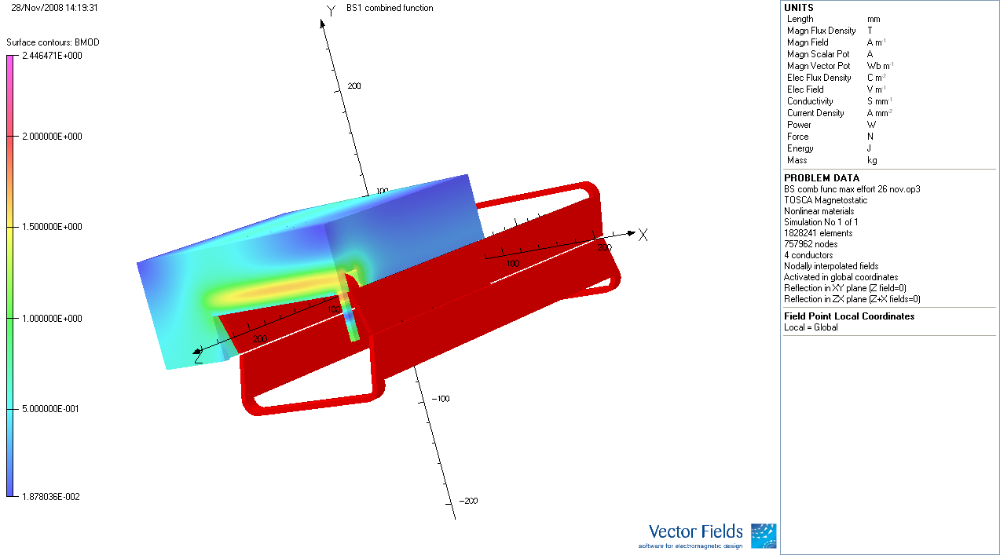 28/Nov/2008 14:19:31
Y BS1 combined function
Surface contours: BMOD
2.446471E+000
2.000000E+000
1.500000E+000
1.000000E+000
5.000000E-001
1.878036E-002
200
100
X
200
100
100
200
Z
-100
-200
Vector Fields
software for electromagnetic design
UNITS
Length mm
Magn Flux Density T
Magn Field A m⁻¹
Magn Scalar Pot A
Magn Vector Pot Wb m⁻¹
Elec Flux Density C m⁻²
Elec Field V m⁻¹
Conductivity S mm⁻¹
Current Density A mm⁻²
Power W
Force N
Energy J
Mass kg
PROBLEM DATA
BS comb func max effort 26 nov.op3
TOSCA Magnetostatic
Nonlinear materials
Simulation No 1 of 1
1828241 elements
757962 nodes
4 conductors
Nodally interpolated fields
Activated in global coordinates
Reflection in XY plane (Z field=0)
Reflection in ZX plane (Z+X fields=0)
Field Point Local Coordinates
Local = Global